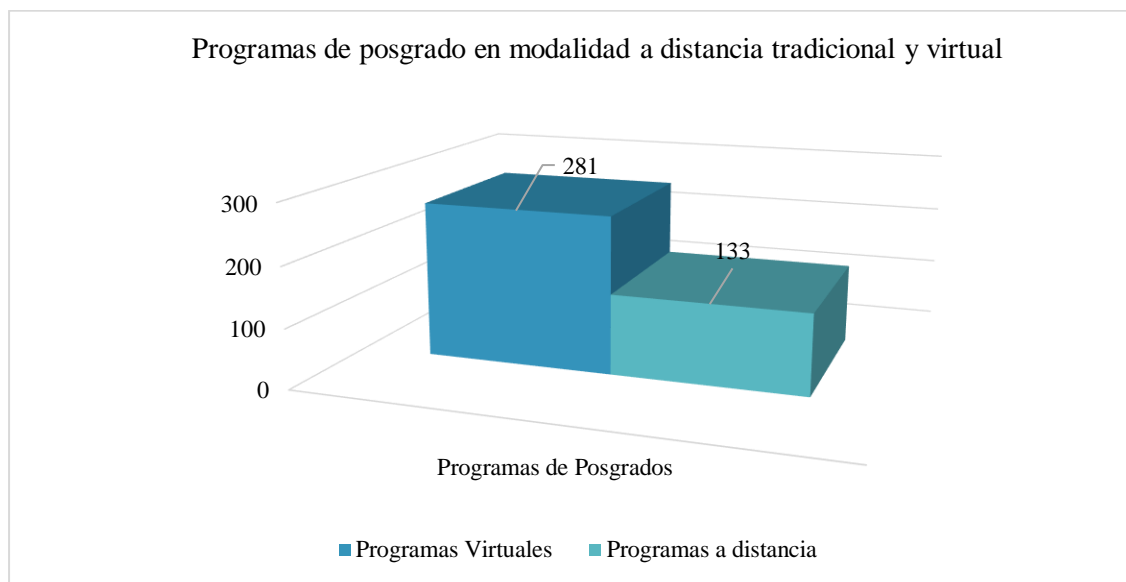 Programas de posgrado en modalidad a distancia tradicional y virtual
281
133
300
200
100
0
Programas de Posgrados
Programas Virtuales
Programas a distancia